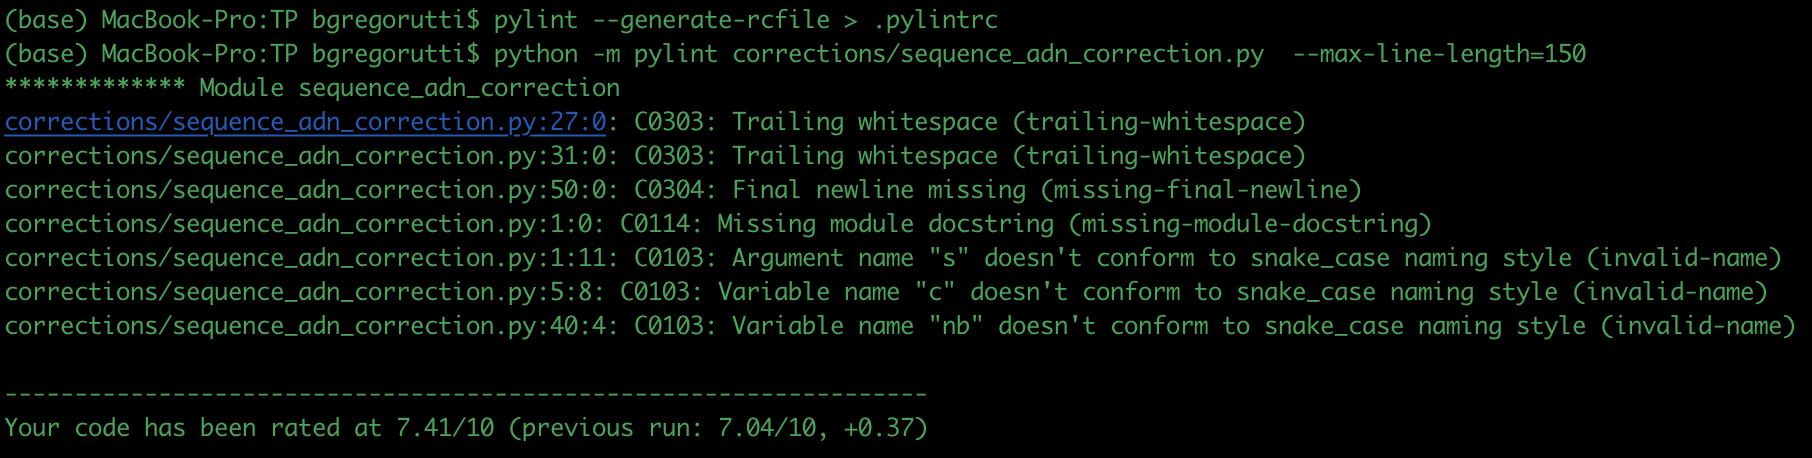 (base) MacBook-Pro:TP bgregorutti$ pylint --generate-rcfile > .pylintrc
(base) MacBook-Pro:TP bgregorutti$ python -m pylint corrections/sequence_adn_correction.py  --max-line-length=150
************* Module sequence_adn_correction
corrections/sequence_adn_correction.py:27:0: C0303: Trailing whitespace (trailing-whitespace)
corrections/sequence_adn_correction.py:31:0: C0303: Trailing whitespace (trailing-whitespace)
corrections/sequence_adn_correction.py:50:0: C0304: Final newline missing (missing-final-newline)
corrections/sequence_adn_correction.py:1:0: C0114: Missing module docstring (missing-module-docstring)
corrections/sequence_adn_correction.py:1:11: C0103: Argument name "s" doesn't conform to snake_case naming style (invalid-name)
corrections/sequence_adn_correction.py:5:8: C0103: Variable name "c" doesn't conform to snake_case naming style (invalid-name)
corrections/sequence_adn_correction.py:40:4: C0103: Variable name "nb" doesn't conform to snake_case naming style (invalid-name)
------------------------------------------------------------------
Your code has been rated at 7.41/10 (previous run: 7.04/10, +0.37)